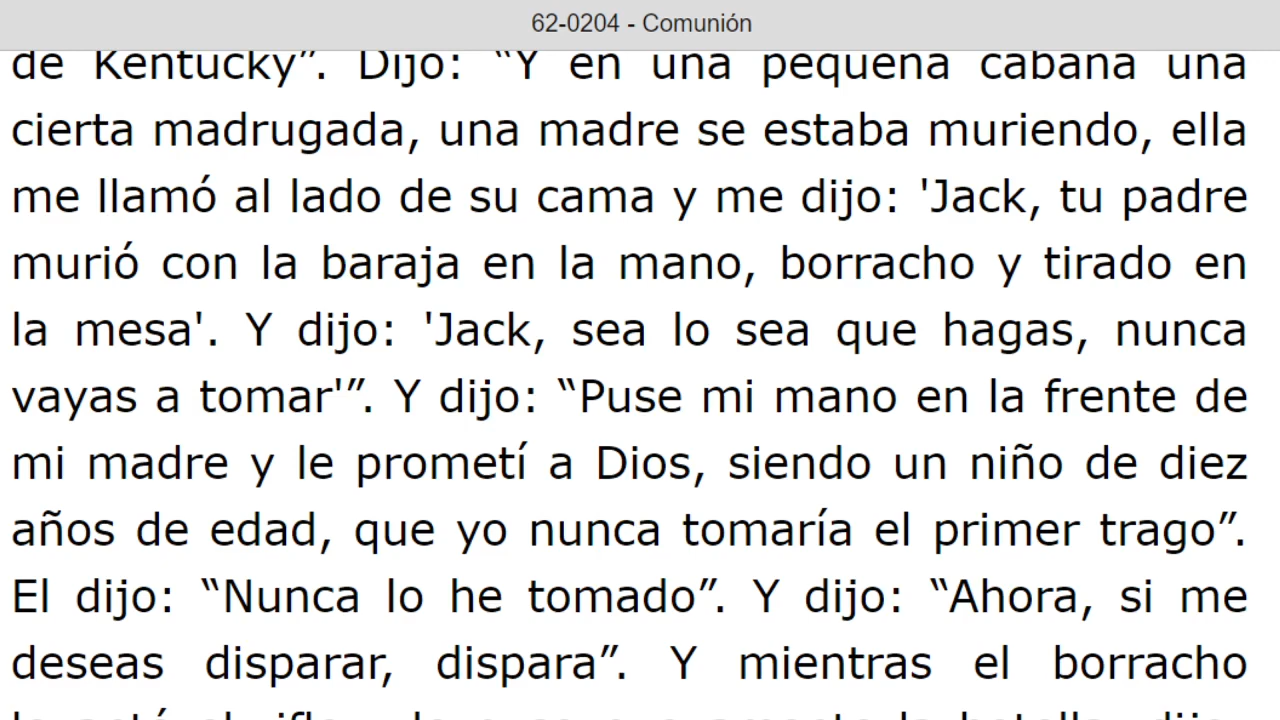 62-0204 - Comunión
de Kentucky”. Dijo: “Y en una pequeña cabaña una
cierta madrugada, una madre se estaba muriendo, ella
me llamó al lado de su cama y me dijo: 'Jack, tu padre
murió con la baraja en la mano, borracho y tirado en
la mesa'. Y dijo: 'Jack, sea lo sea que hagas, nunca
vayas a tomar'”. Y dijo: “Puse mi mano en la frente de
mi madre y le prometí a Dios, siendo un niño de diez
años de edad, que yo nunca tomaría el primer trago”.
El dijo: “Nunca lo he tomado”. Y dijo: “Ahora, si me
deseas disparar, dispara”. Y mientras el borracho